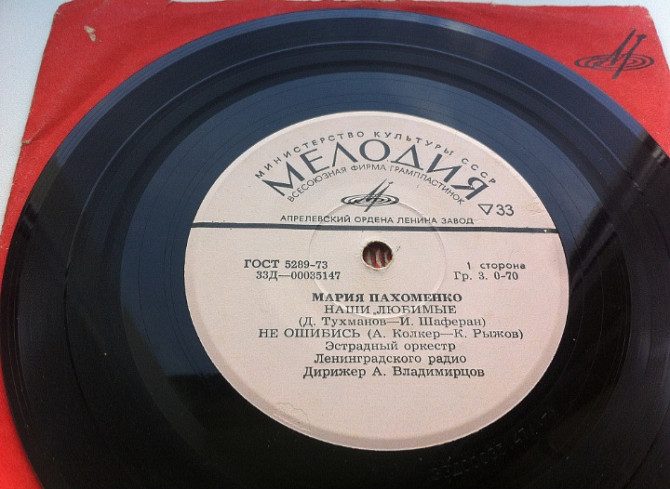 МИНИСТЕРСТВО КУЛЬТУРЫ СССР
МЕЛОДИЯ
ВСЕСОЮЗНАЯ ФИРМА ГРАМПЛАСТИНОК
▽33
АПРЕЛЕВСКИЙ ОРДЕНА ЛЕНИНА ЗАВОД
ГОСТ 5289-73
33Д—00035147
1 сторона
Гр. 3. 0-70
МАРИЯ ПАХОМЕНКО
НАШИ ЛЮБИМЫЕ
(Д. Тухманов—И. Шаферан)
НЕ ОШИБИСЬ (А. Колкер—К. Рыжов)
Эстрадный оркестр
Ленинградского радио
Дирижер А. Владимирцов